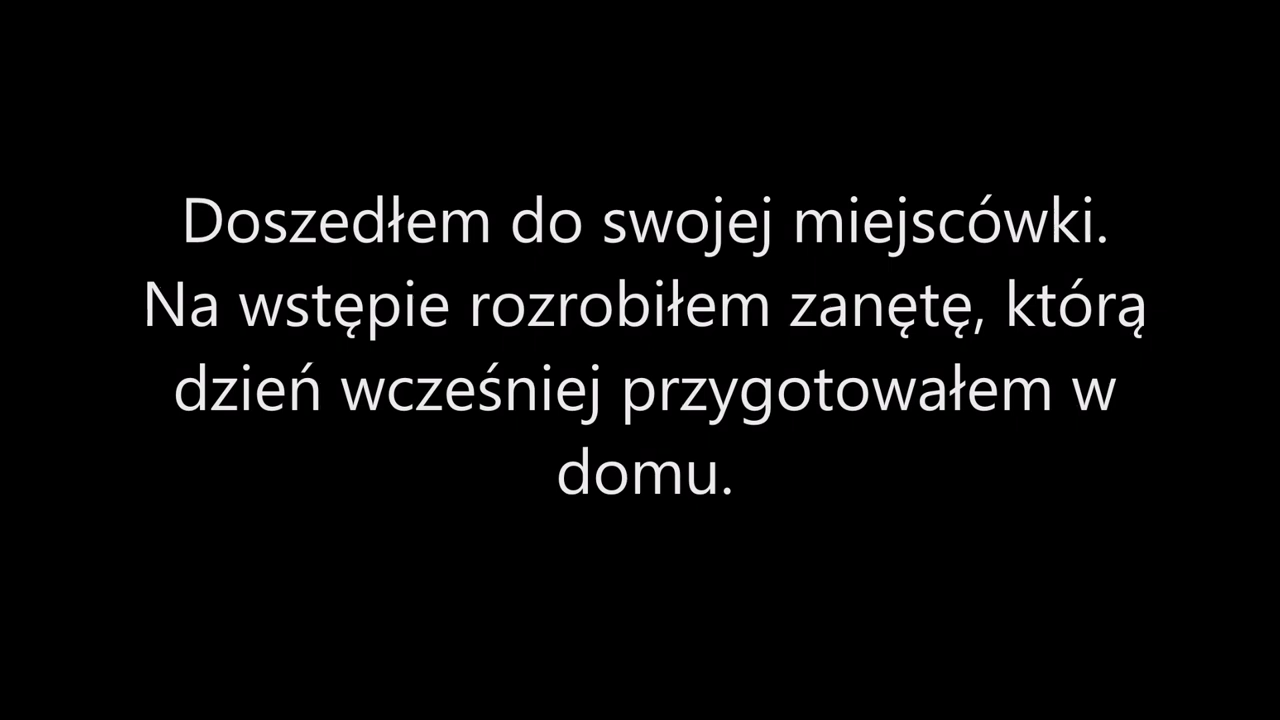 Doszedłem do swojej miejscówki.
Na wstępie rozrobiłem zanętę, którą
dzień wcześniej przygotowałem w
domu.